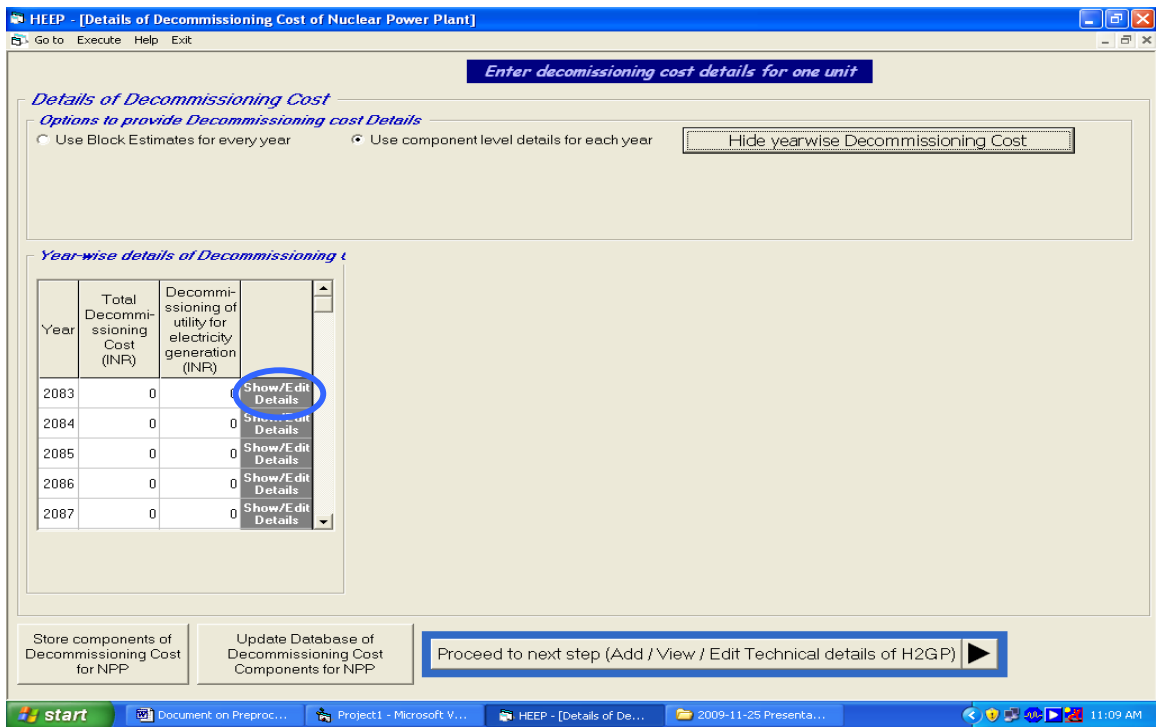 HEEP - [Details of Decommissioning Cost of Nuclear Power Plant]
Go to Execute Help Exit
Enter decomissioning cost details for one unit
Details of Decommissioning Cost
Options to provide Decommissioning cost Details
Use Block Estimates for every year
Use component level details for each year
Hide yearwise Decommissioning Cost
Year-wise details of Decommissioning
Year
Total
Decommi-
ssioning
Cost
(INR)
Decommi-
ssioning of
utility for
electricity
generation
(INR)
2083 0 0 Show/Edit
Details
2084 0 0 Show/Edit
Details
2085 0 0 Show/Edit
Details
2086 0 0 Show/Edit
Details
2087 0 0 Show/Edit
Details
Store components of
Decommissioning Cost
for NPP
Update Database of
Decommissioning Cost
Components for NPP
Proceed to next step (Add / View / Edit Technical details of H2GP)
start
Document on Preproc...
Project1 - Microsoft V...
HEEP - [Details of De...
2009-11-25 Presenta...
11:09 AM